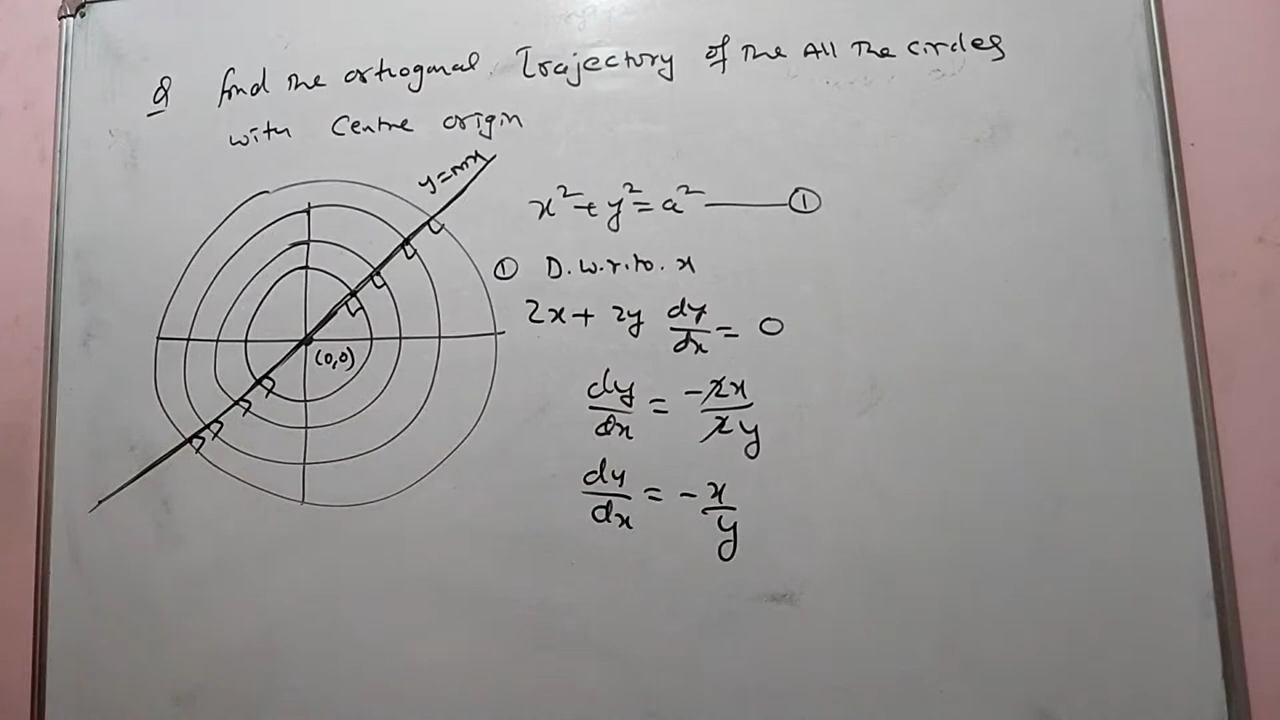 Q find the orthogonal Trajectory of the All The circles
with Centre origin
y=mx
(0,0)
x²+y²=a² ——— ①
① D.w.r.to. x
2x+ 2y dy/dx = 0
dy/dx = -2x/2y
dy/dx = -x/y